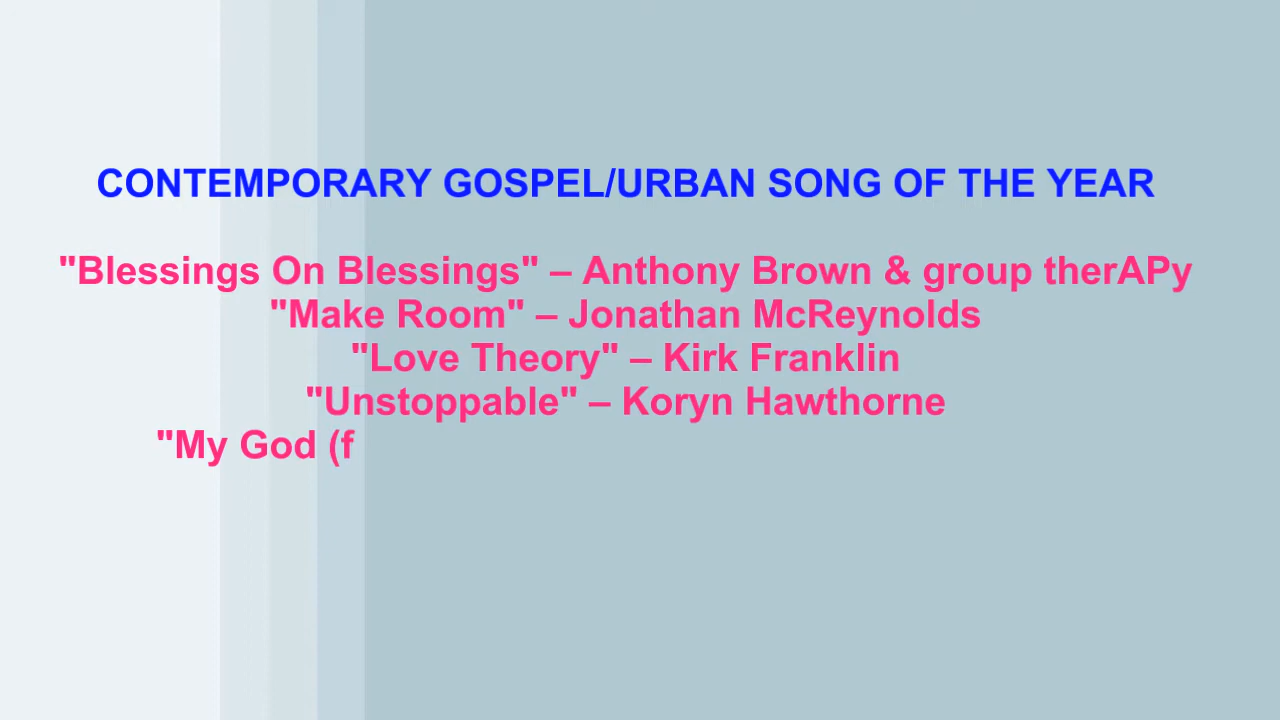 CONTEMPORARY GOSPEL/URBAN SONG OF THE YEAR
"Blessings On Blessings" – Anthony Brown & group therAPy
"Make Room" – Jonathan McReynolds
"Love Theory" – Kirk Franklin
"Unstoppable" – Koryn Hawthorne
"My God (f